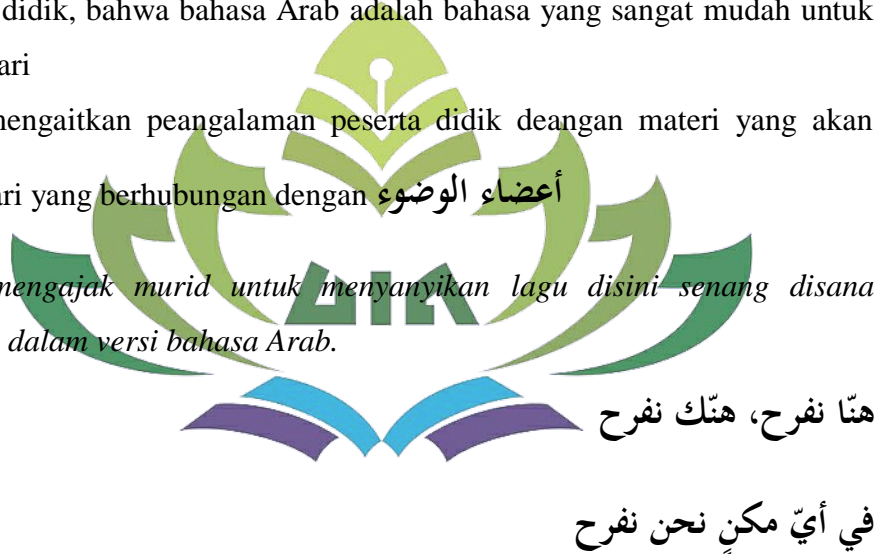 didik, bahwa bahasa Arab adalah bahasa yang sangat mudah untuk
ari
mengaitkan peangalaman peserta didik deangan materi yang akan
ari yang berhubungan dengan أعضاء الوضوء
mengajak murid untuk menyanyikan lagu disini senang disana
dalam versi bahasa Arab.
هنّا نفرح، هنّك نفرح
في أيّ مكنٍ نحن نفرح